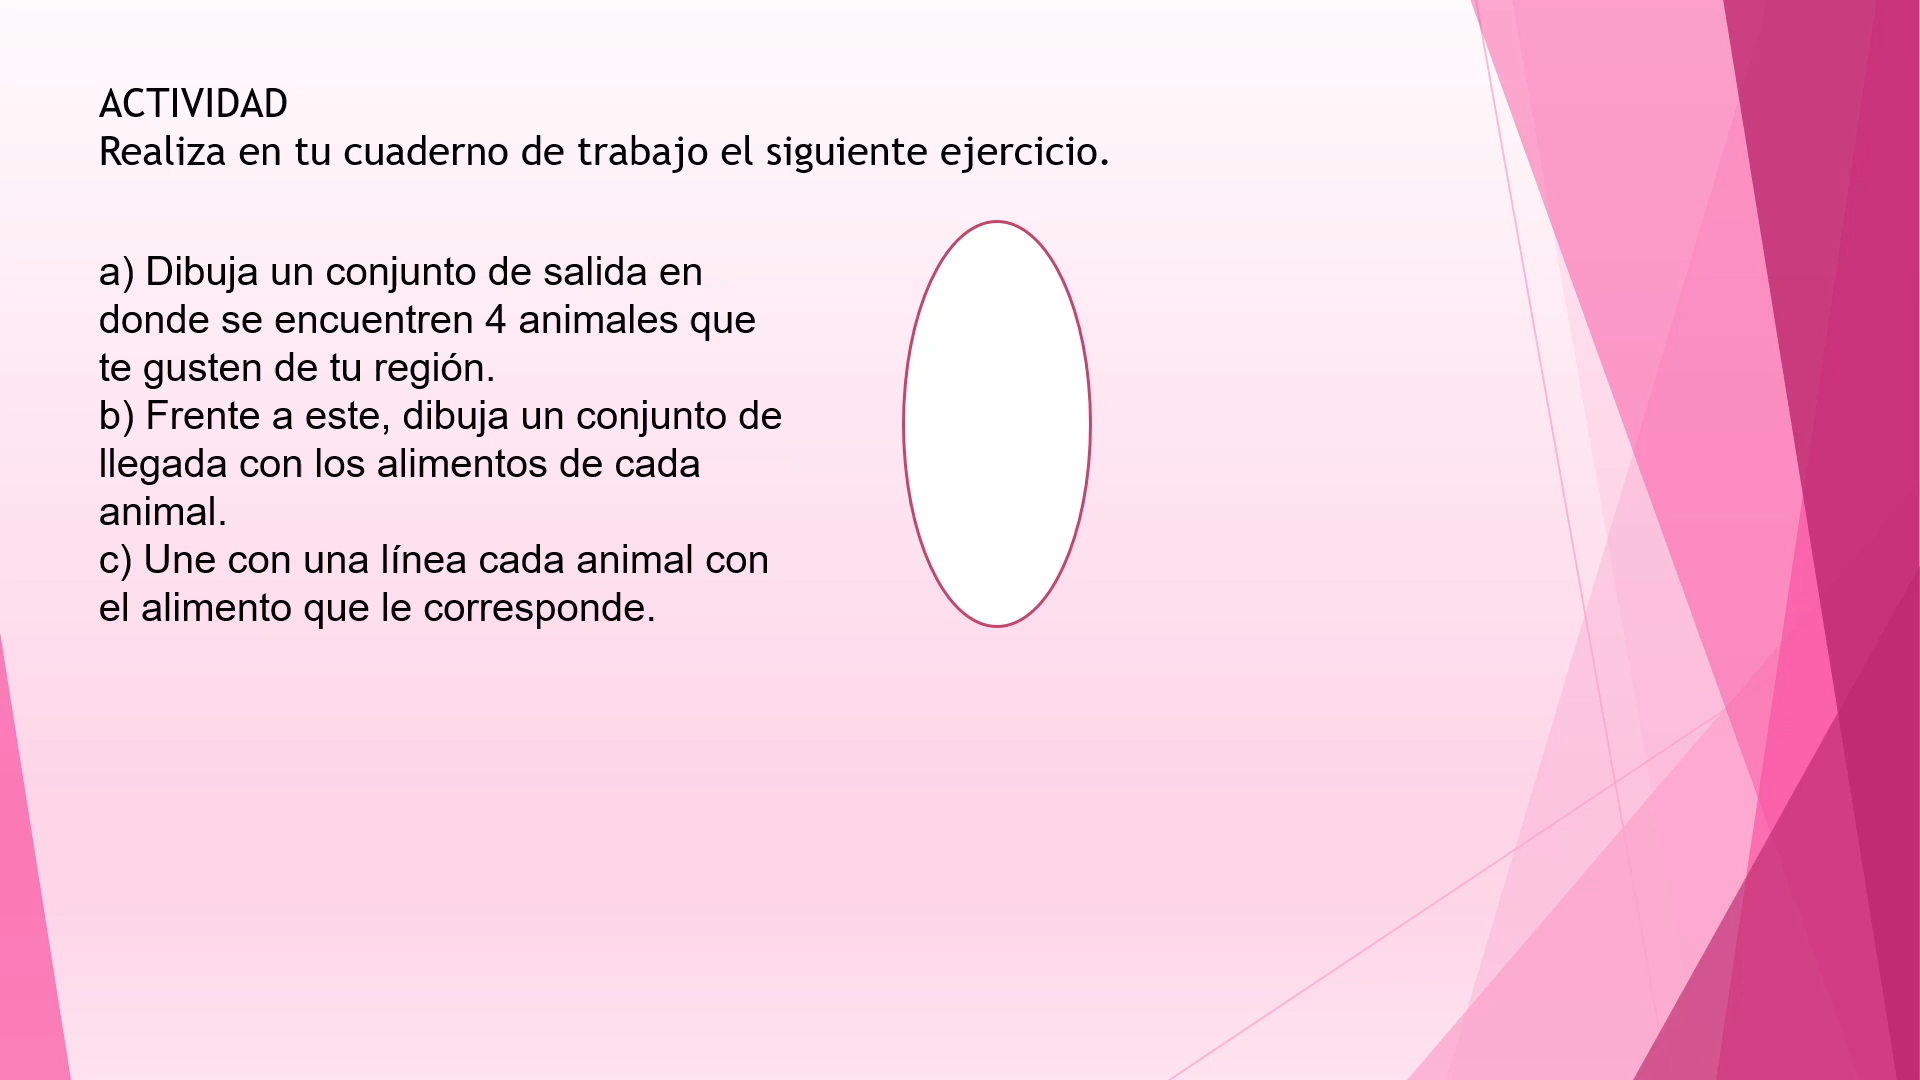 ACTIVIDAD
Realiza en tu cuaderno de trabajo el siguiente ejercicio.
a) Dibuja un conjunto de salida en
donde se encuentren 4 animales que
te gusten de tu región.
b) Frente a este, dibuja un conjunto de
llegada con los alimentos de cada
animal.
c) Une con una línea cada animal con
el alimento que le corresponde.